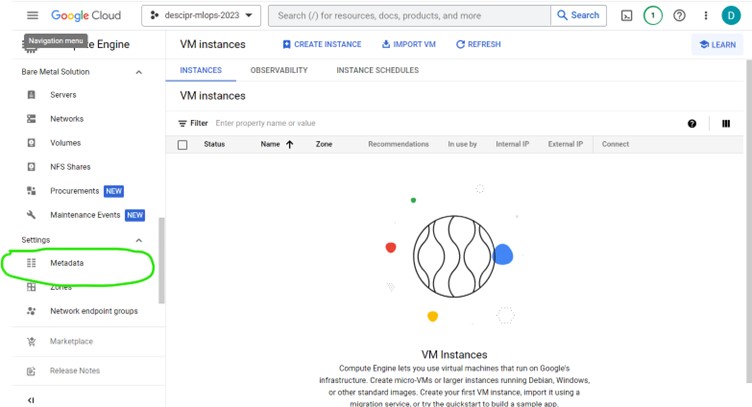 Google Cloud
descipr-mlops-2023
Search (/) for resources, docs, products, and more
Search
1
D
Navigation menu
Compute Engine
VM instances
CREATE INSTANCE
IMPORT VM
REFRESH
LEARN
Bare Metal Solution
Servers
Networks
Volumes
NFS Shares
Procurements NEW
Maintenance Events NEW
Settings
Metadata
Zones
Network endpoint groups
Marketplace
Release Notes
INSTANCES
OBSERVABILITY
INSTANCE SCHEDULES
VM instances
Filter Enter property name or value
Status Name Zone Recommendations In use by Internal IP External IP Connect
VM Instances
Compute Engine lets you use virtual machines that run on Google's
infrastructure. Create micro-VMs or larger instances running Debian, Windows,
or other standard images. Create your first VM instance, import it using a
migration service, or try the quickstart to build a sample app.